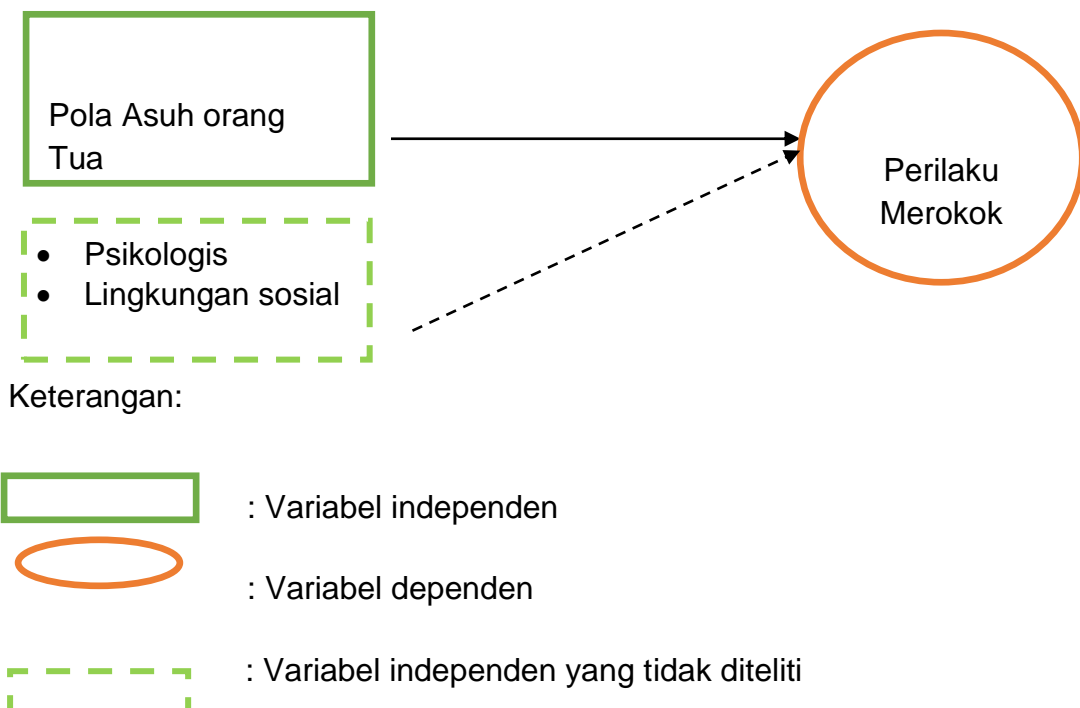 Pola Asuh orang
Tua
Perilaku
Merokok
• Psikologis
• Lingkungan sosial
Keterangan:
: Variabel independen
: Variabel dependen
: Variabel independen yang tidak diteliti